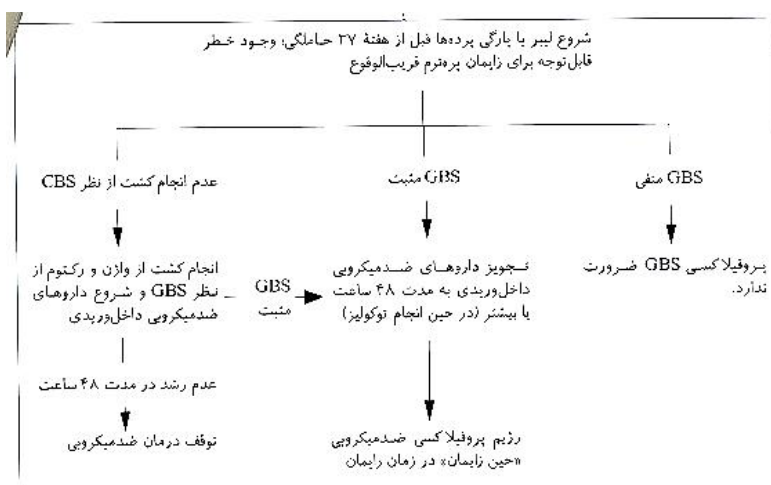 شروع لیبر یا پارگی پرده‌ها قبل از هفتهٔ ۳۷ حاملگی؛ وجود خطر
قابل‌توجه برای زایمان پره‌ترم قریب‌الوقوع
GBS منفی
پروفیلاکسی GBS ضرورت
ندارد.
GBS مثبت
تجویز داروهای ضدمیکروبی
داخل‌وریدی به مدت ۴۸ ساعت
یا بیشتر (در حین انجام توکولیز)
رژیم پروفیلاکسی ضدمیکروبی
«حین زایمان» در زمان زایمان
عدم انجام کشت از نظر CBS
انجام کشت از واژن و رکتوم از
نظر GBS و شروع داروهای
ضدمیکروبی داخل‌وریدی
GBS
مثبت
عدم رشد در مدت ۴۸ ساعت
توقف درمان ضدمیکروبی